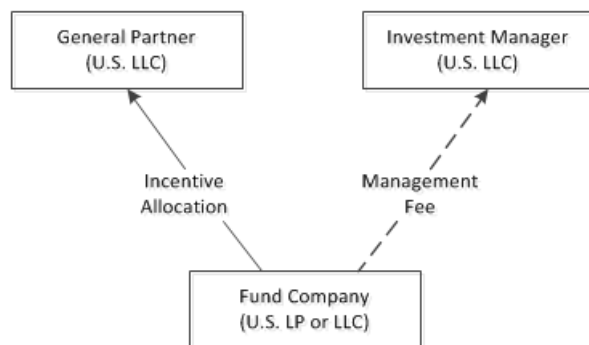 General Partner
(U.S. LLC)
Investment Manager
(U.S. LLC)
Incentive
Allocation
Management
Fee
Fund Company
(U.S. LP or LLC)